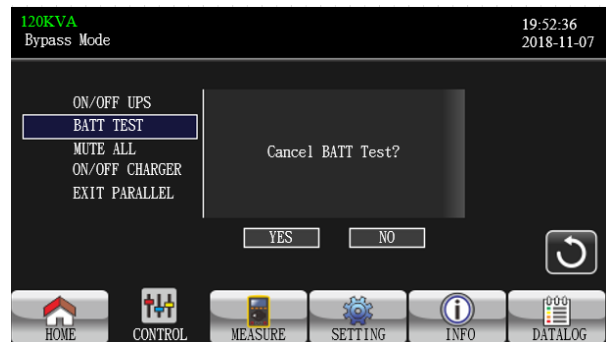 120KVA
Bypass Mode
19:52:36
2018-11-07
ON/OFF UPS
BATT TEST
MUTE ALL
ON/OFF CHARGER
EXIT PARALLEL
Cancel BATT Test?
YES NO
HOME CONTROL MEASURE SETTING INFO DATALOG